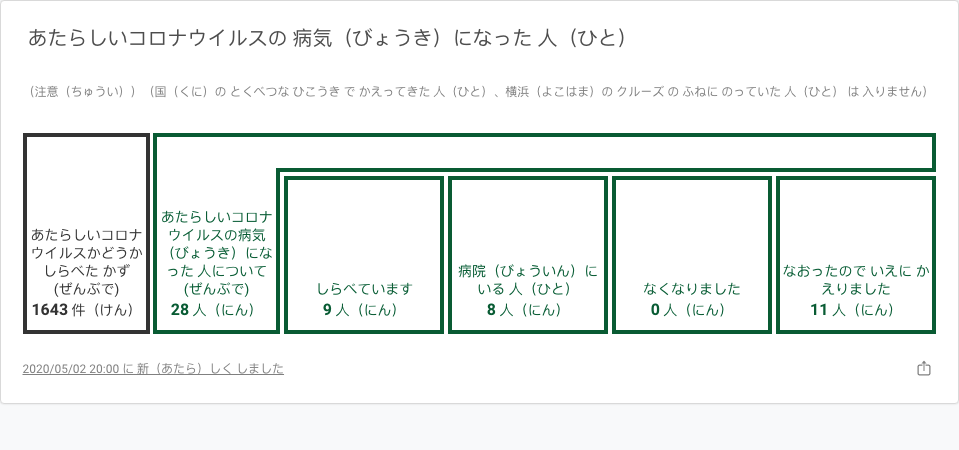 あたらしいコロナウイルスの 病気（びょうき）になった 人（ひと）
（注意（ちゅうい））（国（くに）の とくべつな ひこうき で かえってきた 人（ひと）、横浜（よこはま）の クルーズ の ふねに のっていた 人（ひと） は 入りません）
あたらしいコロナ
ウイルスかどうか
しらべた かず
(ぜんぶで)
1643 件（けん）
あたらしいコロナ
ウイルスの病気
（びょうき）にな
った 人について
(ぜんぶで)
28 人（にん）
しらべています
9 人（にん）
病院（びょういん）に
いる 人（ひと）
8 人（にん）
なくなりました
0 人（にん）
なおったので いえに か
えりました
11 人（にん）
2020/05/02 20:00 に 新（あたら）しく しました